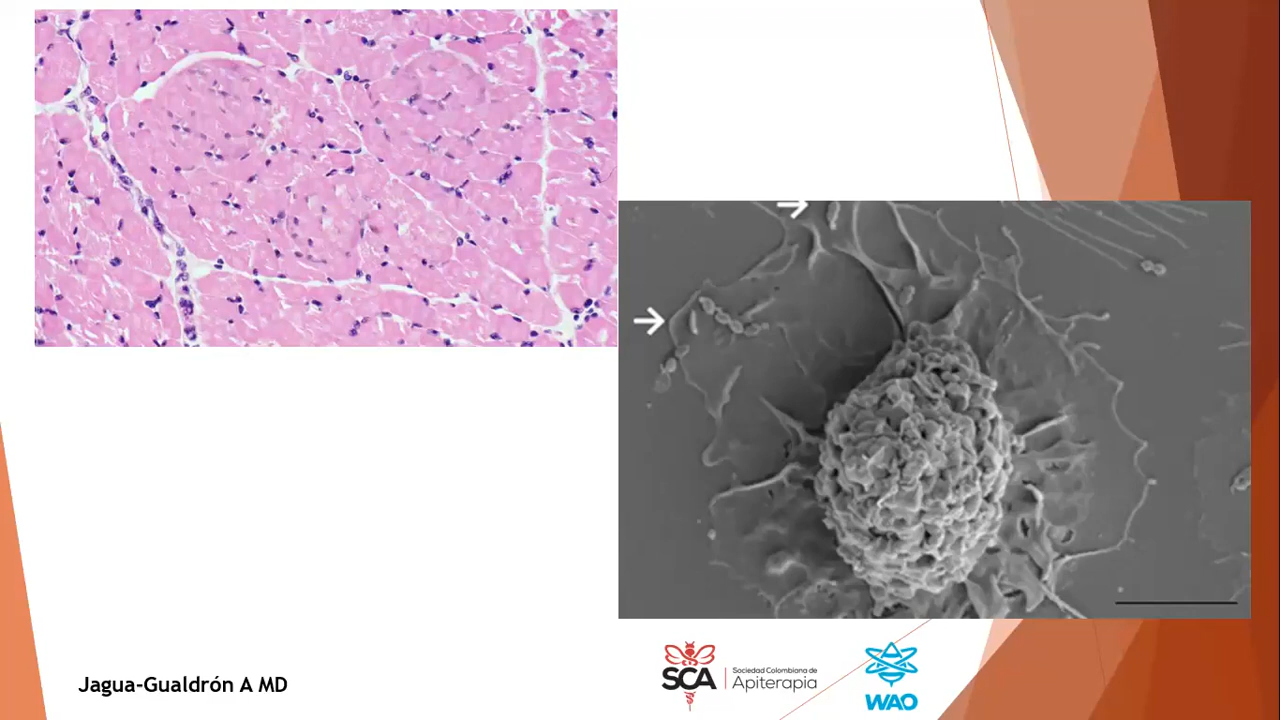 Jagua-Gualdrón A MD
SCA
Sociedad Colombiana de
Apiterapia
WAO